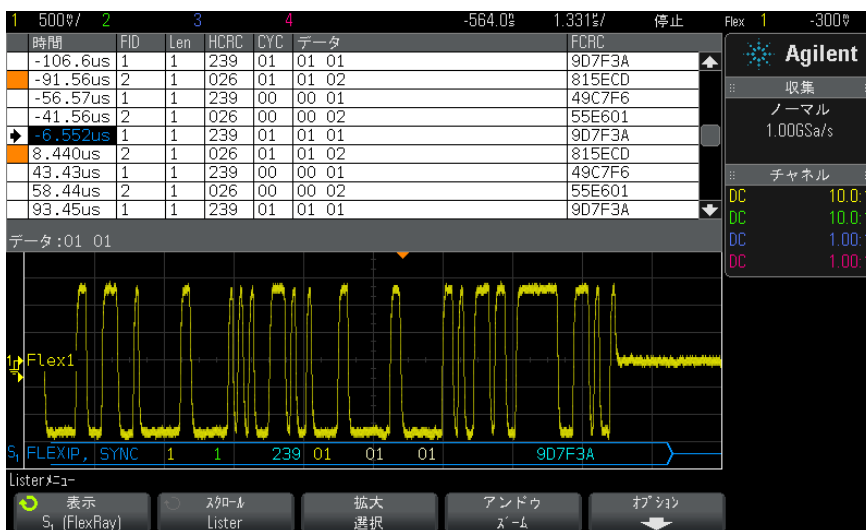 1 500㎷/ 2 3 4 -564.0㎱ 1.331㎲/ 停止 Flex 1 -300㎷
時間 FID Len HCRC CYC データ FCRC
-106.6us 1 1 239 01 01 01 9D7F3A
-91.56us 2 1 026 01 01 02 815ECD
-56.57us 1 1 239 00 00 01 49C7F6
-41.56us 2 1 026 00 00 02 55E601
-6.552us 1 1 239 01 01 01 9D7F3A
8.440us 2 1 026 01 01 02 815ECD
43.43us 1 1 239 00 00 01 49C7F6
58.44us 2 1 026 00 00 02 55E601
93.45us 1 1 239 01 01 01 9D7F3A
データ:01 01
Agilent
収集
ノーマル
1.00GSa/s
チャネル
DC 10.0:
DC 10.0:
DC 1.00:
DC 1.00:
1 Flex1
S1 FLEXIP, SYNC 1 1 239 01 01 01 9D7F3A
Listerﾒﾆｭｰ
表示
S1 (FlexRay)
ｽｸﾛｰﾙ
Lister
拡大
選択
アンドゥ
ｽﾞｰﾑ
ｵﾌﾟｼｮﾝ